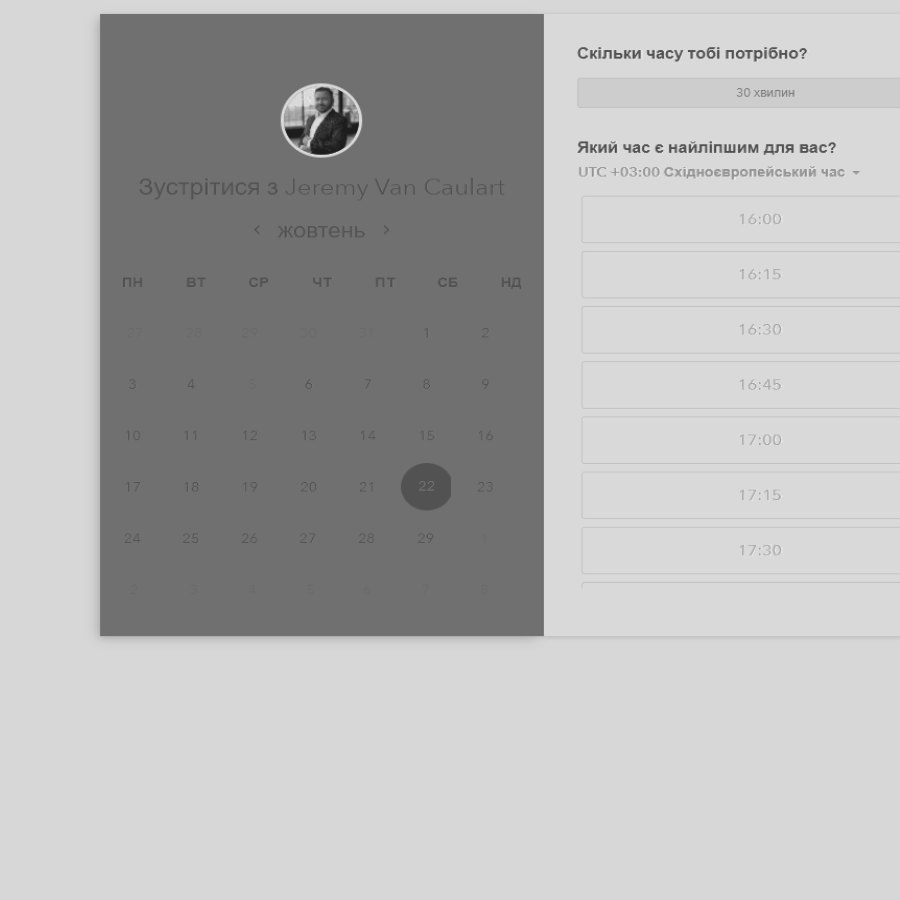 Зустрітися з Jeremy Van Caulart
жовтень
ПН ВТ СР ЧТ ПТ СБ НД
27 28 29 30 31 1 2
3 4 5 6 7 8 9
10 11 12 13 14 15 16
17 18 19 20 21 22 23
24 25 26 27 28 29 1
2 3 4 5 6 7 8
Скільки часу тобі потрібно?
30 хвилин
Який час є найліпшим для вас?
UTC +03:00 Східноєвропейський час
16:00
16:15
16:30
16:45
17:00
17:15
17:30